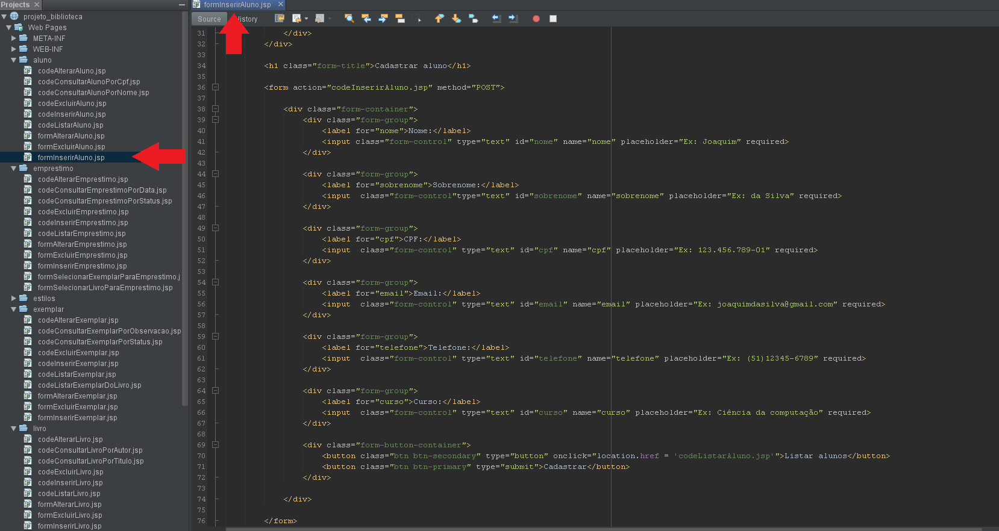 Projects
projeto_biblioteca
Web Pages
META-INF
WEB-INF
aluno
codeAlterarAluno.jsp
codeConsultarAlunoPorCpf.jsp
codeConsultarAlunoPorNome.jsp
codeExcluirAluno.jsp
codeInserirAluno.jsp
codeListarAluno.jsp
formAlterarAluno.jsp
formExcluirAluno.jsp
formInserirAluno.jsp
emprestimo
codeAlterarEmprestimo.jsp
codeConsultarEmprestimoPorData.jsp
codeConsultarEmprestimoPorStatus.jsp
codeExcluirEmprestimo.jsp
codeInserirEmprestimo.jsp
codeListarEmprestimo.jsp
formAlterarEmprestimo.jsp
formExcluirEmprestimo.jsp
formInserirEmprestimo.jsp
formSelecionarExemplarParaEmprestimo.j
formSelecionarLivroParaEmprestimo.jsp
estilos
exemplar
codeAlterarExemplar.jsp
codeConsultarExemplarPorObservacao.jsp
codeConsultarExemplarPorStatus.jsp
codeExcluirExemplar.jsp
codeInserirExemplar.jsp
codeListarExemplar.jsp
codeListarExemplarDoLivro.jsp
formAlterarExemplar.jsp
formExcluirExemplar.jsp
formInserirExemplar.jsp
livro
codeAlterarLivro.jsp
codeConsultarLivroPorAutor.jsp
codeConsultarLivroPorTitulo.jsp
codeExcluirLivro.jsp
codeInserirLivro.jsp
codeListarLivro.jsp
formAlterarLivro.jsp
formExcluirLivro.jsp
formInserirLivro.jsp
formInserirAluno.jsp
Source istory
31 </div>
32 </div>
33
34 <h1 class="form-title">Cadastrar aluno</h1>
35
36 <form action="codeInserirAluno.jsp" method="POST">
37
38 <div class="form-container">
39 <div class="form-group">
40 <label for="nome">Nome:</label>
41 <input class="form-control" type="text" id="nome" name="nome" placeholder="Ex: Joaquim" required>
42 </div>
43
44 <div class="form-group">
45 <label for="sobrenome">Sobrenome:</label>
46 <input  class="form-control"type="text" id="sobrenome" name="sobrenome" placeholder="Ex: da Silva" required>
47 </div>
48
49 <div class="form-group">
50 <label for="cpf">CPF:</label>
51 <input  class="form-control" type="text" id="cpf" name="cpf" placeholder="Ex: 123.456.789-01" required>
52 </div>
53
54 <div class="form-group">
55 <label for="email">Email:</label>
56 <input  class="form-control" type="text" id="email" name="email" placeholder="Ex: joaquimdasilva@gmail.com" required>
57 </div>
58
59 <div class="form-group">
60 <label for="telefone">Telefone:</label>
61 <input  class="form-control" type="text" id="telefone" name="telefone" placeholder="Ex: (51)12345-6789" required>
62 </div>
63
64 <div class="form-group">
65 <label for="curso">Curso:</label>
66 <input  class="form-control" type="text" id="curso" name="curso" placeholder="Ex: Ciência da computação" required>
67 </div>
68
69 <div class="form-button-container">
70 <button class="btn btn-secondary" type="button" onclick="location.href = 'codeListarAluno.jsp'">Listar alunos</button>
71 <button class="btn btn-primary" type="submit">Cadastrar</button>
72 </div>
73
74 </div>
75
76 </form>